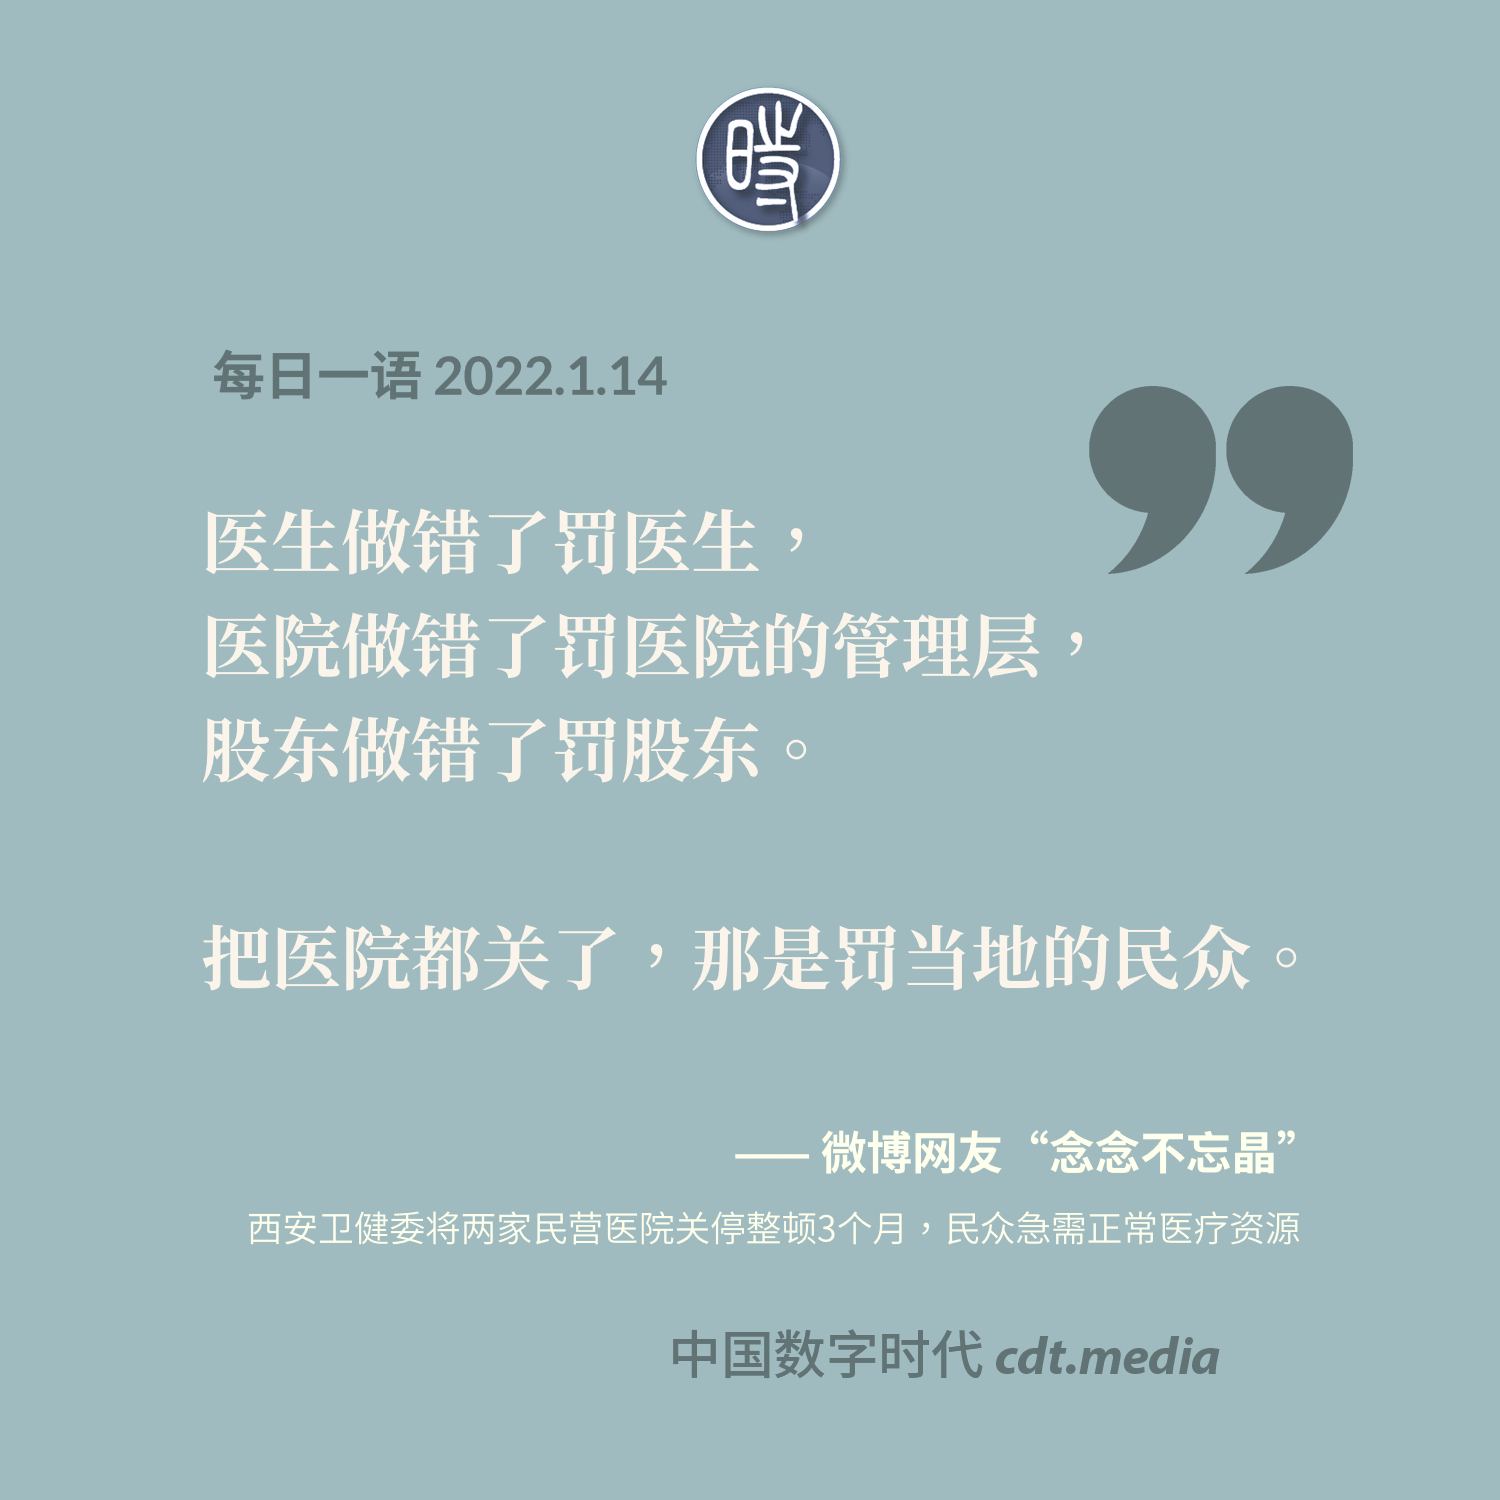 時
每日一语 2022.1.14
医生做错了罚医生，
医院做错了罚医院的管理层，
股东做错了罚股东。
把医院都关了，那是罚当地的民众。
—— 微博网友“念念不忘晶”
西安卫健委将两家民营医院关停整顿3个月，民众急需正常医疗资源
中国数字时代 cdt.media